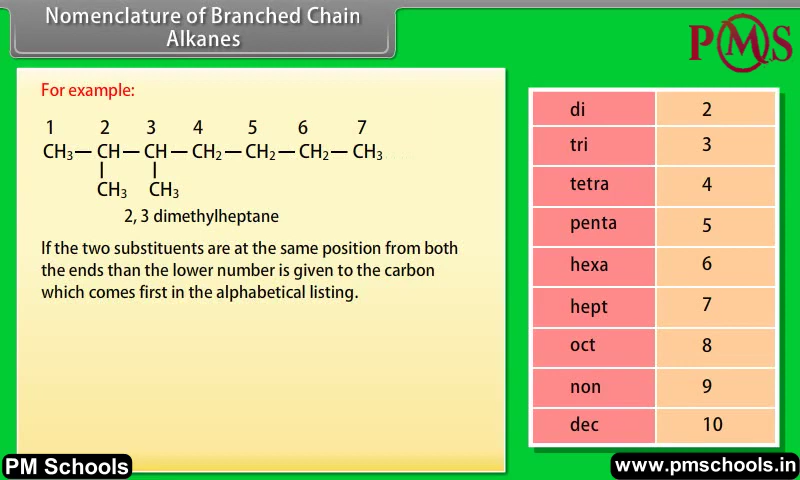 Nomenclature of Branched Chain
Alkanes
PMS
For example:
1 2 3 4 5 6 7
CH₃ — CH — CH — CH₂ — CH₂ — CH₂ — CH₃
CH₃ CH₃
2, 3 dimethylheptane
If the two substituents are at the same position from both
the ends than the lower number is given to the carbon
which comes first in the alphabetical listing.
di 2
tri 3
tetra 4
penta 5
hexa 6
hept 7
oct 8
non 9
dec 10
PM Schools
www.pmschools.in